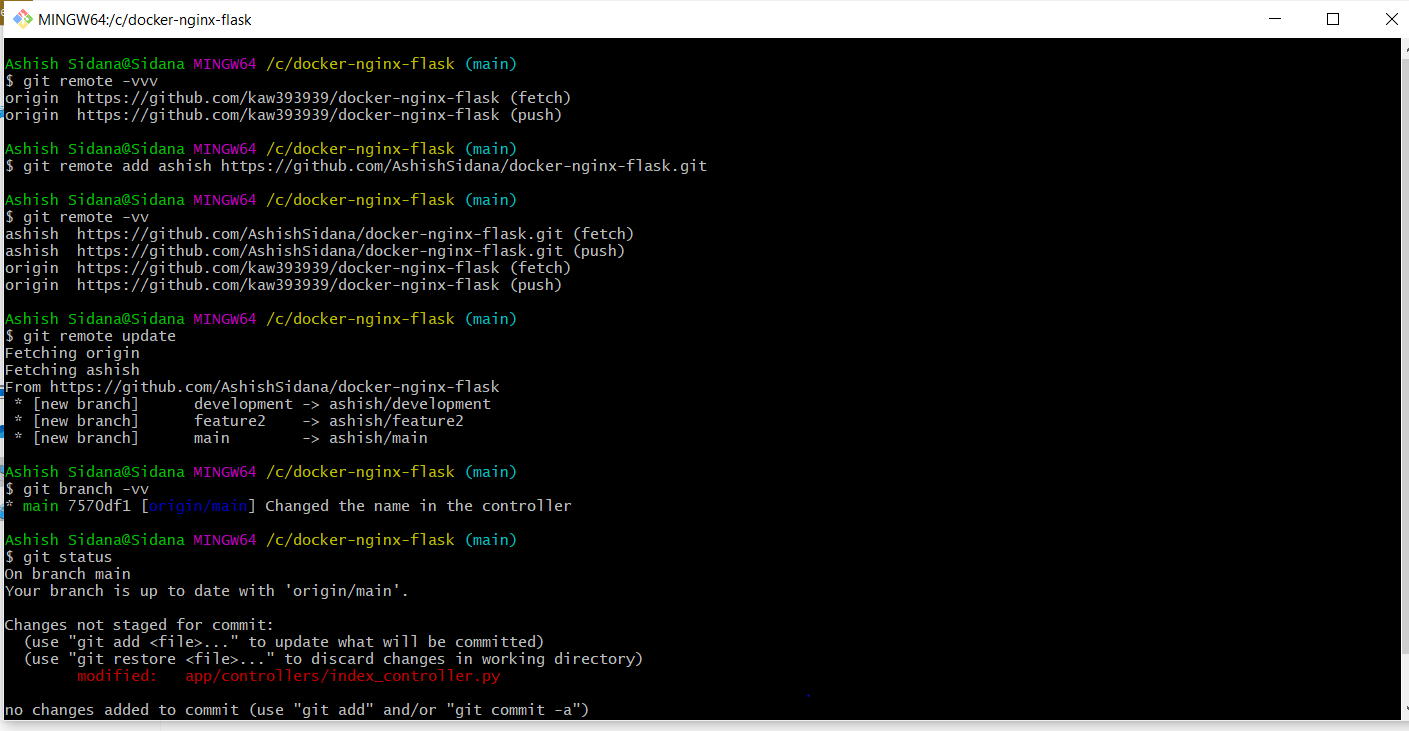 MINGW64:/c/docker-nginx-flask
Ashish Sidana@Sidana MINGW64 /c/docker-nginx-flask (main)
$ git remote -vvv
origin  https://github.com/kaw393939/docker-nginx-flask (fetch)
origin  https://github.com/kaw393939/docker-nginx-flask (push)
Ashish Sidana@Sidana MINGW64 /c/docker-nginx-flask (main)
$ git remote add ashish https://github.com/AshishSidana/docker-nginx-flask.git
Ashish Sidana@Sidana MINGW64 /c/docker-nginx-flask (main)
$ git remote -vv
ashish  https://github.com/AshishSidana/docker-nginx-flask.git (fetch)
ashish  https://github.com/AshishSidana/docker-nginx-flask.git (push)
origin  https://github.com/kaw393939/docker-nginx-flask (fetch)
origin  https://github.com/kaw393939/docker-nginx-flask (push)
Ashish Sidana@Sidana MINGW64 /c/docker-nginx-flask (main)
$ git remote update
Fetching origin
Fetching ashish
From https://github.com/AshishSidana/docker-nginx-flask
 * [new branch]      development -> ashish/development
 * [new branch]      feature2    -> ashish/feature2
 * [new branch]      main        -> ashish/main
Ashish Sidana@Sidana MINGW64 /c/docker-nginx-flask (main)
$ git branch -vv
* main 7570df1 [origin/main] Changed the name in the controller
Ashish Sidana@Sidana MINGW64 /c/docker-nginx-flask (main)
$ git status
On branch main
Your branch is up to date with 'origin/main'.
Changes not staged for commit:
  (use "git add <file>..." to update what will be committed)
  (use "git restore <file>..." to discard changes in working directory)
        modified:   app/controllers/index_controller.py
no changes added to commit (use "git add" and/or "git commit -a")